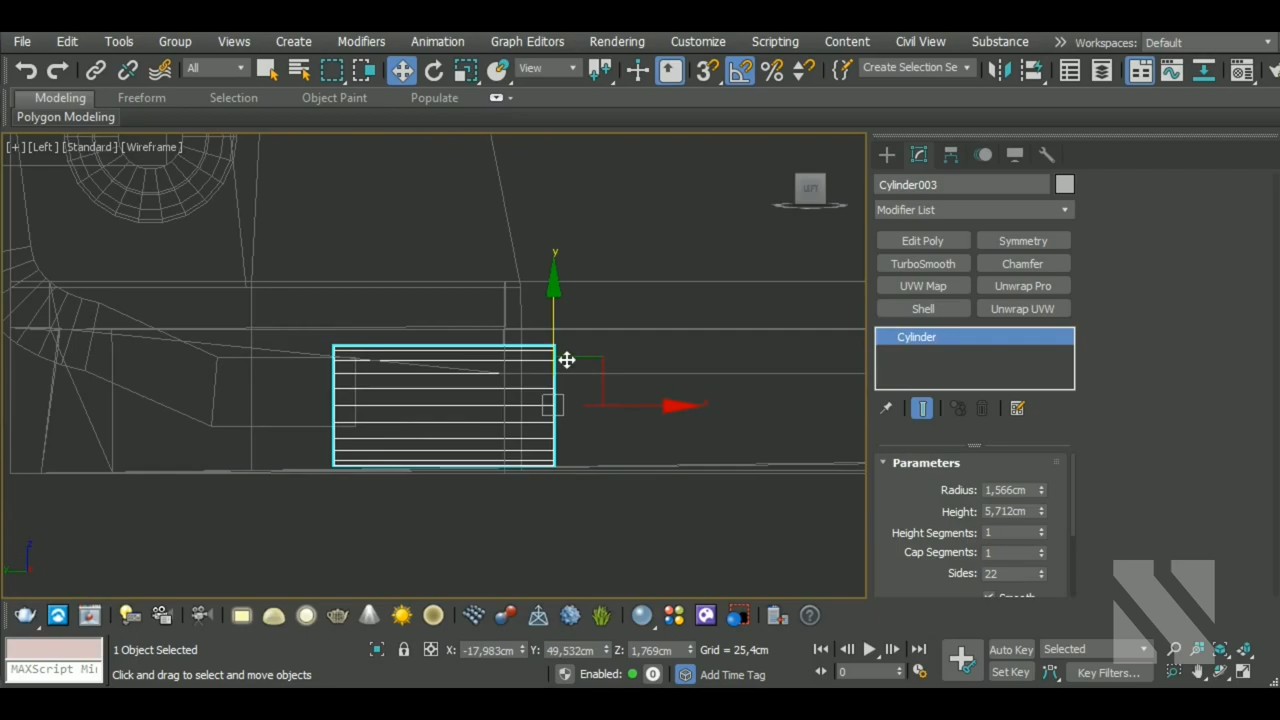 File Edit Tools Group Views Create Modifiers Animation Graph Editors Rendering Customize Scripting Content Civil View Substance Workspaces: Default
All View Create Selection Se
Modeling Freeform Selection Object Paint Populate
Polygon Modeling
[+] [Left] [Standard] [Wireframe]
LEFT
y
Cylinder003
Modifier List
Edit Poly Symmetry
TurboSmooth Chamfer
UVW Map Unwrap Pro
Shell Unwrap UVW
Cylinder
Parameters
Radius: 1,566cm
Height: 5,712cm
Height Segments: 1
Cap Segments: 1
Sides: 22
Smooth
z
y
1 Object Selected X: -17,983cm Y: 49,532cm Z: 1,769cm Grid = 25,4cm Auto Key Selected
MAXScript Mi
Click and drag to select and move objects Enabled: 0 Add Time Tag 0 Set Key Key Filters...